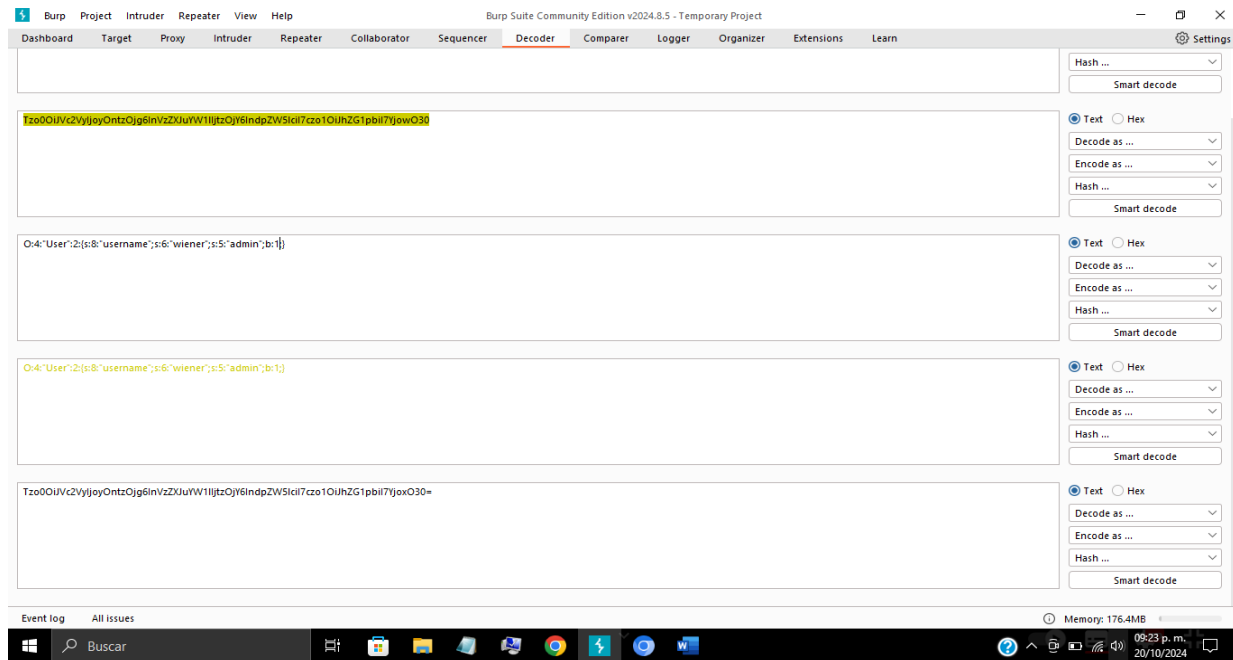 Burp Project Intruder Repeater View Help Burp Suite Community Edition v2024.8.5 - Temporary Project
Dashboard Target Proxy Intruder Repeater Collaborator Sequencer Decoder Comparer Logger Organizer Extensions Learn Settings
Hash ...
Smart decode
Tzo0OiJVc2VyIjoyOntzOjg6InVzZXJuYW1lIjtzOjY6IndpZW5lciI7czo1OiJhZG1pbiI7YjowO30
Text Hex
Decode as ...
Encode as ...
Hash ...
Smart decode
O:4:"User":2:{s:8:"username";s:6:"wiener";s:5:"admin";b:1;}
Text Hex
Decode as ...
Encode as ...
Hash ...
Smart decode
O:4:"User":2:{s:8:"username";s:6:"wiener";s:5:"admin";b:1;}
Text Hex
Decode as ...
Encode as ...
Hash ...
Smart decode
Tzo0OiJVc2VyIjoyOntzOjg6InVzZXJuYW1lIjtzOjY6IndpZW5lciI7czo1OiJhZG1pbiI7YjoxO30=
Text Hex
Decode as ...
Encode as ...
Hash ...
Smart decode
Event log All issues Memory: 176.4MB
Buscar
09:23 p. m.
20/10/2024